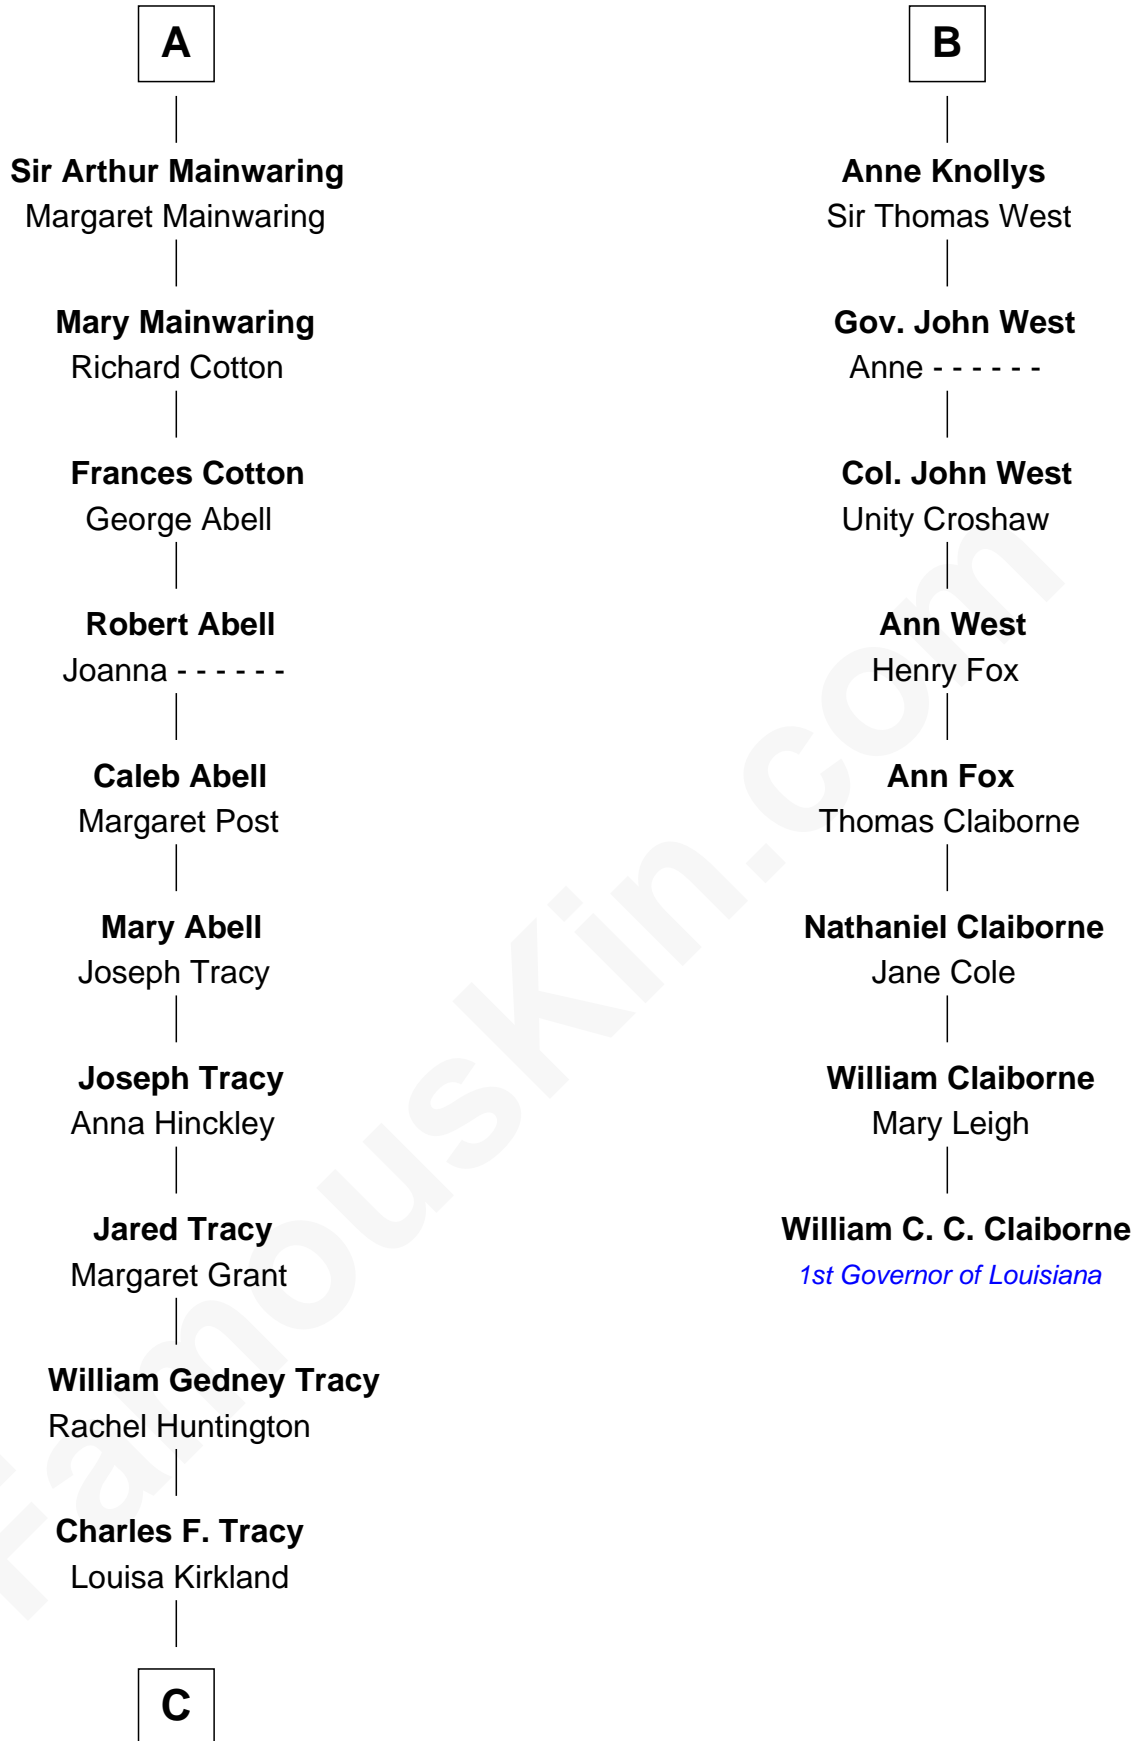 A
Sir Arthur Mainwaring
Margaret Mainwaring
Mary Mainwaring
Richard Cotton
Frances Cotton
George Abell
Robert Abell
Joanna - - - - - -
Caleb Abell
Margaret Post
Mary Abell
Joseph Tracy
Joseph Tracy
Anna Hinckley
Jared Tracy
Margaret Grant
William Gedney Tracy
Rachel Huntington
Charles F. Tracy
Louisa Kirkland
C
B
Anne Knollys
Sir Thomas West
Gov. John West
Anne - - - - - -
Col. John West
Unity Croshaw
Ann West
Henry Fox
Ann Fox
Thomas Claiborne
Nathaniel Claiborne
Jane Cole
William Claiborne
Mary Leigh
William C. C. Claiborne
1st Governor of Louisiana
FamousKin.com